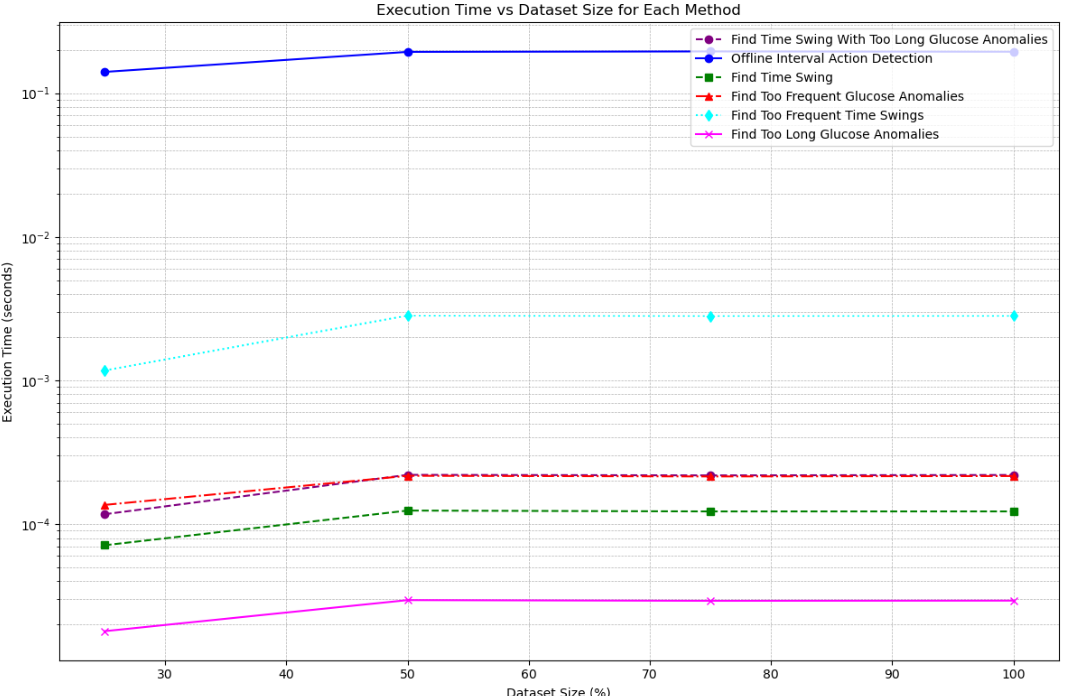 Execution Time vs Dataset Size for Each Method
Find Time Swing With Too Long Glucose Anomalies
Offline Interval Action Detection
Find Time Swing
Find Too Frequent Glucose Anomalies
Find Too Frequent Time Swings
Find Too Long Glucose Anomalies
Execution Time (seconds)
10⁻¹
10⁻²
10⁻³
10⁻⁴
30 40 50 60 70 80 90 100
Dataset Size (%)